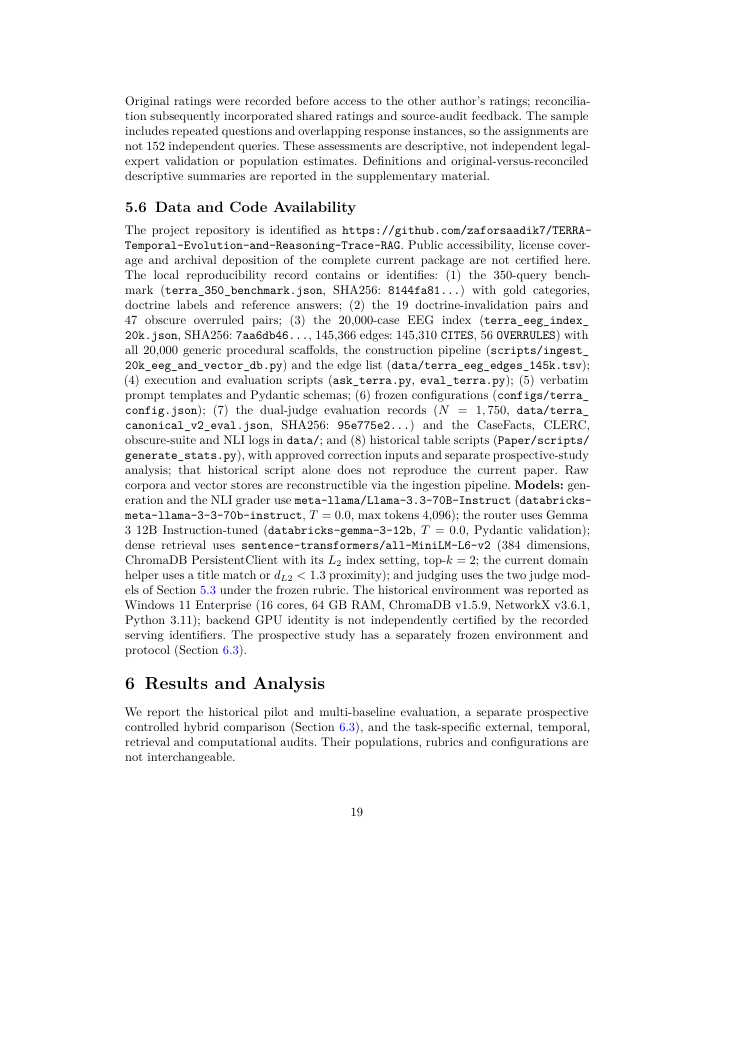 Original ratings were recorded before access to the other author's ratings; reconcilia-
tion subsequently incorporated shared ratings and source-audit feedback. The sample
includes repeated questions and overlapping response instances, so the assignments are
not 152 independent queries. These assessments are descriptive, not independent legal-
expert validation or population estimates. Definitions and original-versus-reconciled
descriptive summaries are reported in the supplementary material.
5.6 Data and Code Availability
The project repository is identified as https://github.com/zaforsaadik7/TERRA-
Temporal-Evolution-and-Reasoning-Trace-RAG. Public accessibility, license cover-
age and archival deposition of the complete current package are not certified here.
The local reproducibility record contains or identifies: (1) the 350-query bench-
mark (terra_350_benchmark.json, SHA256: 8144fa81...) with gold categories,
doctrine labels and reference answers; (2) the 19 doctrine-invalidation pairs and
47 obscure overruled pairs; (3) the 20,000-case EEG index (terra_eeg_index_
20k.json, SHA256: 7aa6db46..., 145,366 edges: 145,310 CITES, 56 OVERRULES) with
all 20,000 generic procedural scaffolds, the construction pipeline (scripts/ingest_
20k_eeg_and_vector_db.py) and the edge list (data/terra_eeg_edges_145k.tsv);
(4) execution and evaluation scripts (ask_terra.py, eval_terra.py); (5) verbatim
prompt templates and Pydantic schemas; (6) frozen configurations (configs/terra_
config.json); (7) the dual-judge evaluation records (N = 1,750, data/terra_
canonical_v2_eval.json, SHA256: 95e775e2...) and the CaseFacts, CLERC,
obscure-suite and NLI logs in data/; and (8) historical table scripts (Paper/scripts/
generate_stats.py), with approved correction inputs and separate prospective-study
analysis; that historical script alone does not reproduce the current paper. Raw
corpora and vector stores are reconstructible via the ingestion pipeline. Models: gen-
eration and the NLI grader use meta-llama/Llama-3.3-70B-Instruct (databricks-
meta-llama-3-3-70b-instruct, T = 0.0, max tokens 4,096); the router uses Gemma
3 12B Instruction-tuned (databricks-gemma-3-12b, T = 0.0, Pydantic validation);
dense retrieval uses sentence-transformers/all-MiniLM-L6-v2 (384 dimensions,
ChromaDB PersistentClient with its L2 index setting, top-k = 2; the current domain
helper uses a title match or dL2 < 1.3 proximity); and judging uses the two judge mod-
els of Section 5.3 under the frozen rubric. The historical environment was reported as
Windows 11 Enterprise (16 cores, 64 GB RAM, ChromaDB v1.5.9, NetworkX v3.6.1,
Python 3.11); backend GPU identity is not independently certified by the recorded
serving identifiers. The prospective study has a separately frozen environment and
protocol (Section 6.3).
6 Results and Analysis
We report the historical pilot and multi-baseline evaluation, a separate prospective
controlled hybrid comparison (Section 6.3), and the task-specific external, temporal,
retrieval and computational audits. Their populations, rubrics and configurations are
not interchangeable.
19